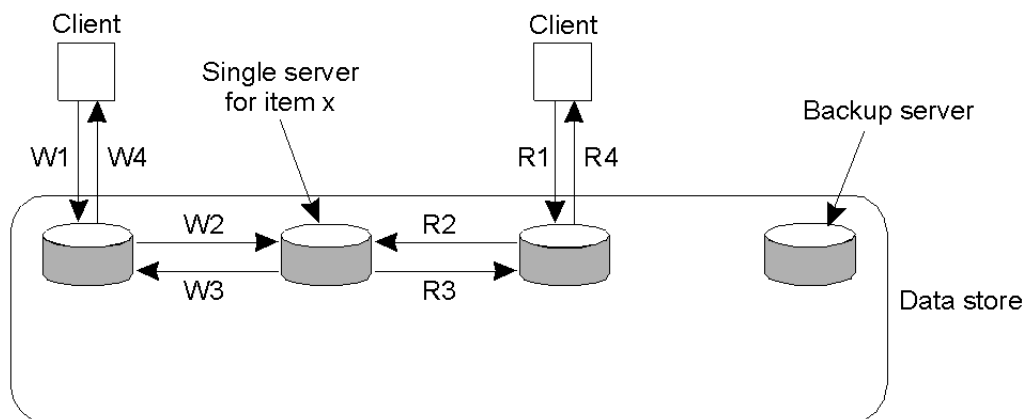 Client
Client
Single server
for item x
Backup server
W1
W4
R1
R4
W2
R2
W3
R3
Data store